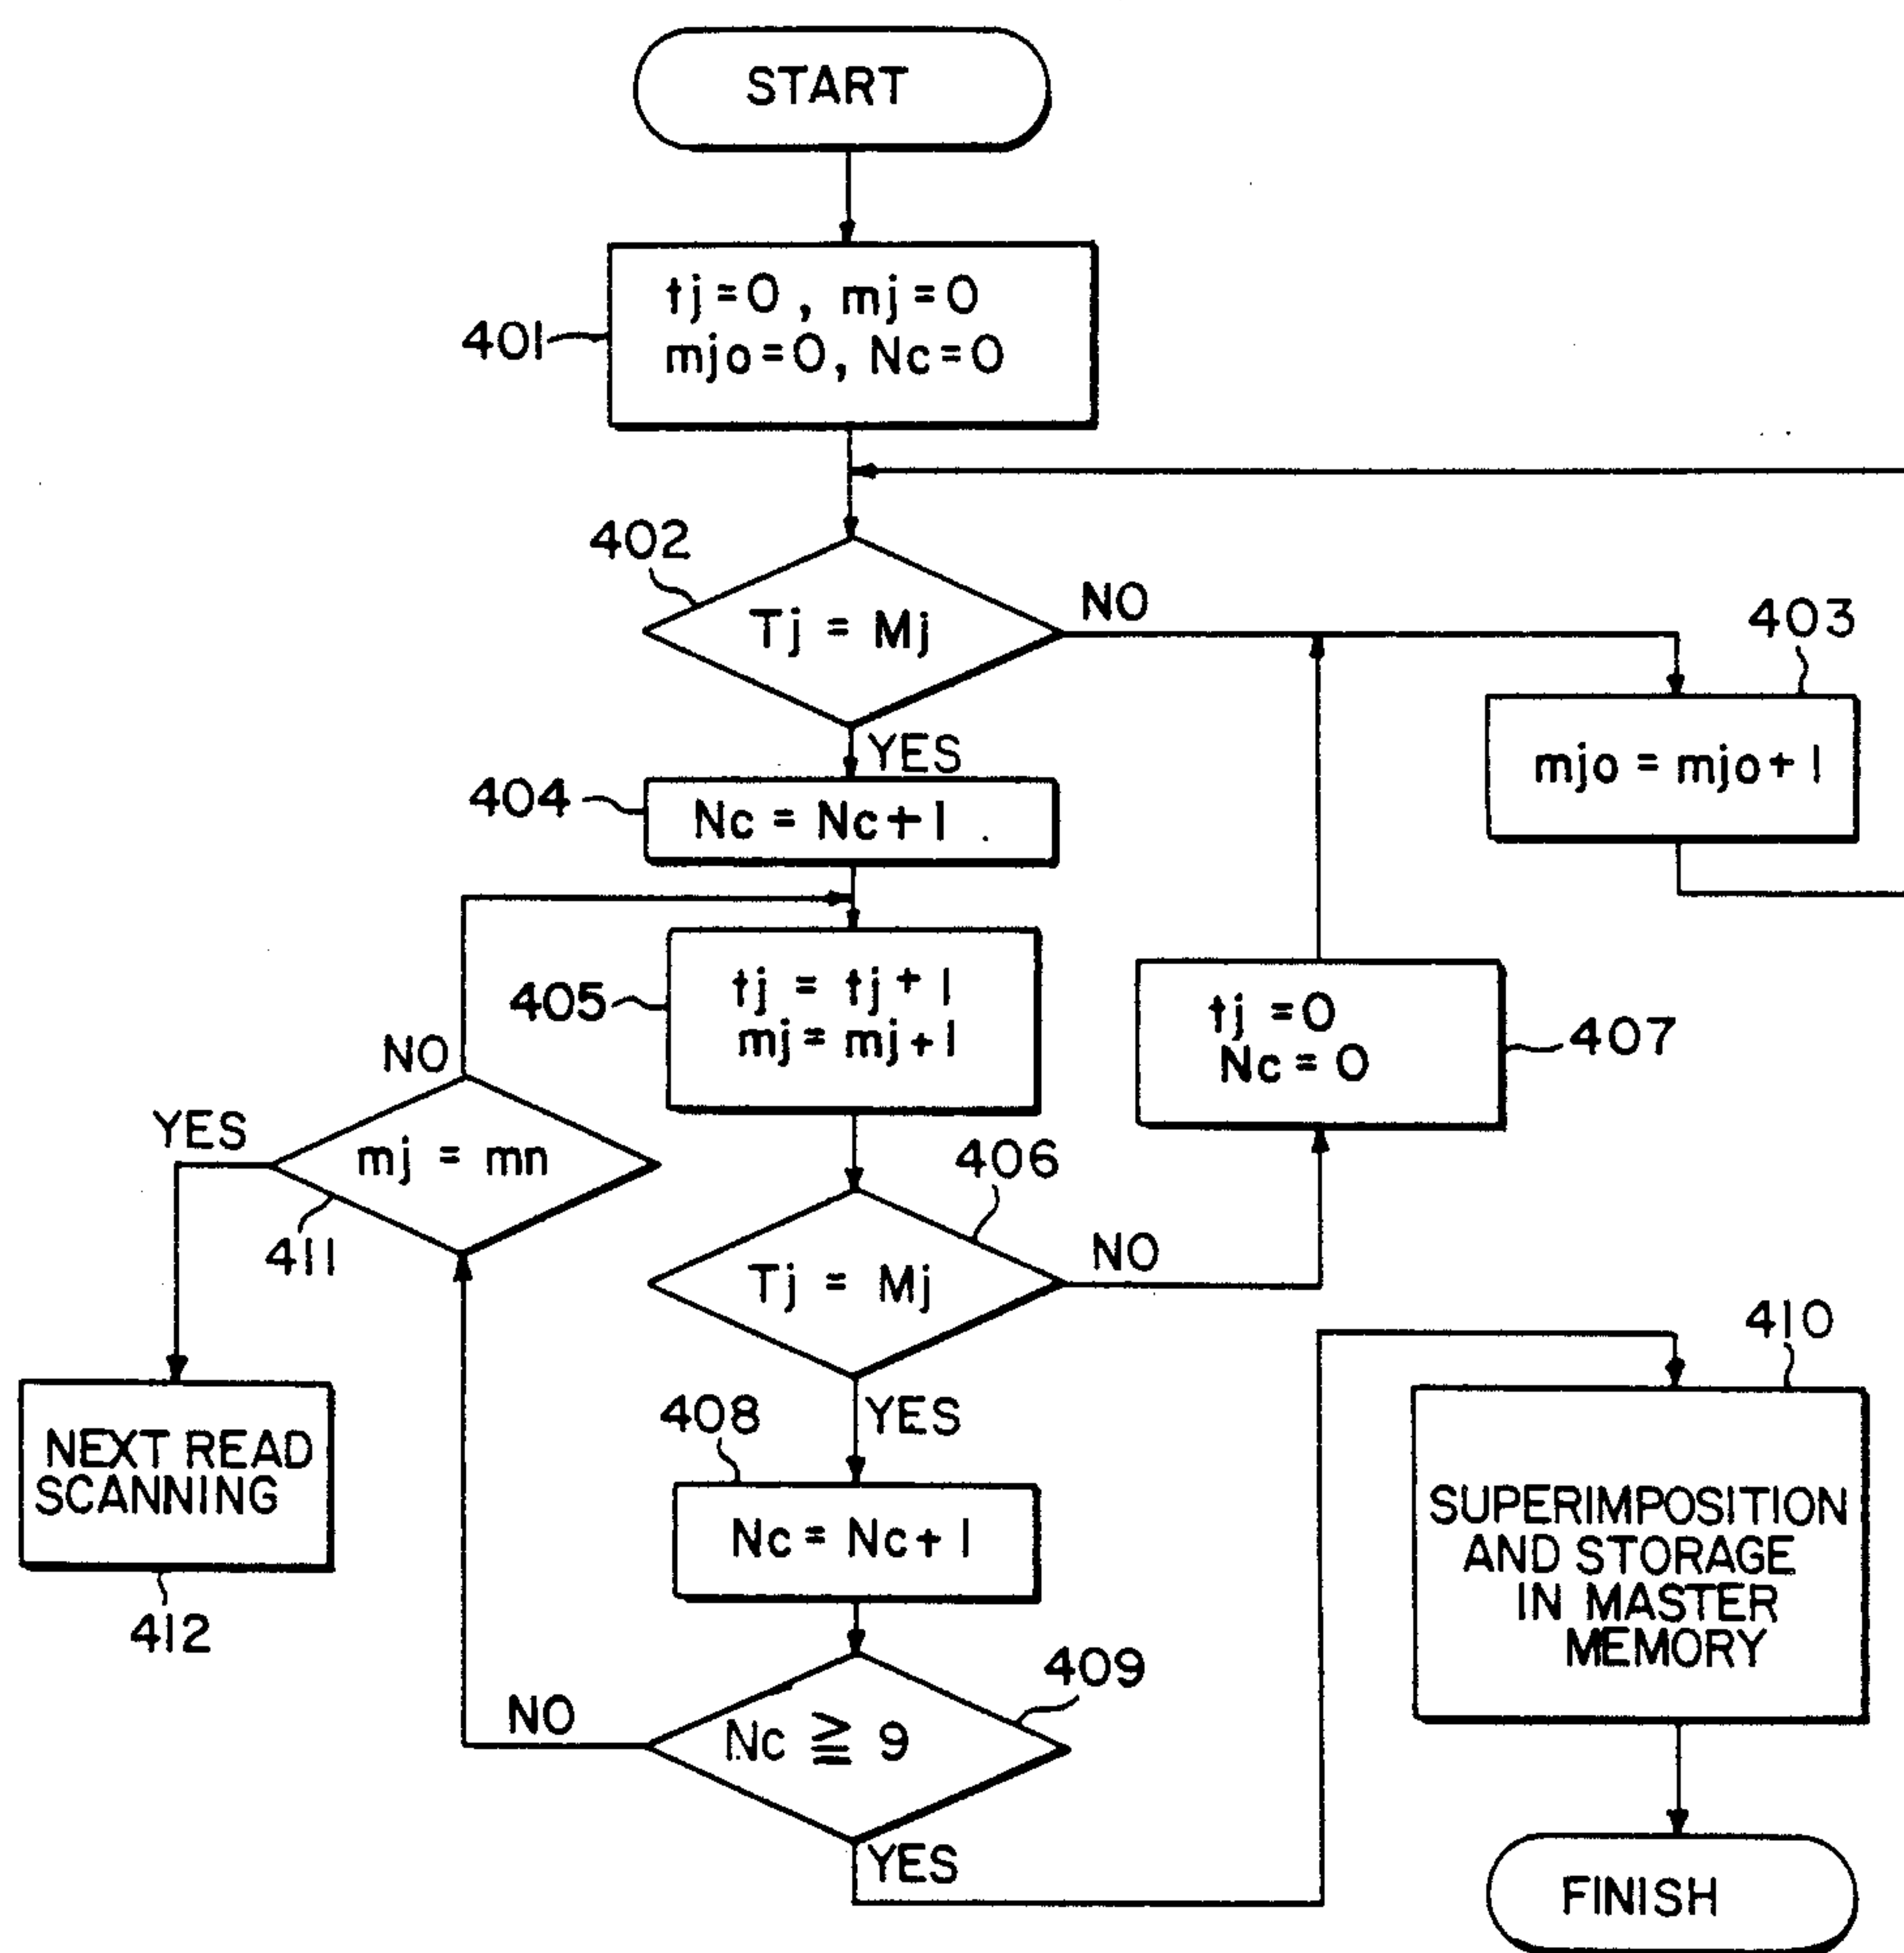 START
tj = 0 , mj = 0
mjo = 0, Nc = 0
401
402
Tj = Mj
NO
403
mjo = mjo + 1
YES
404
Nc = Nc + 1
405
tj = tj + 1
mj = mj + 1
tj = 0
Nc = 0
407
NO
YES
mj = mn
411
406
Tj = Mj
NO
410
NEXT READ
SCANNING
412
408
YES
Nc = Nc + 1
SUPERIMPOSITION
AND STORAGE
IN MASTER
MEMORY
409
NO
Nc ≧ 9
YES
FINISH